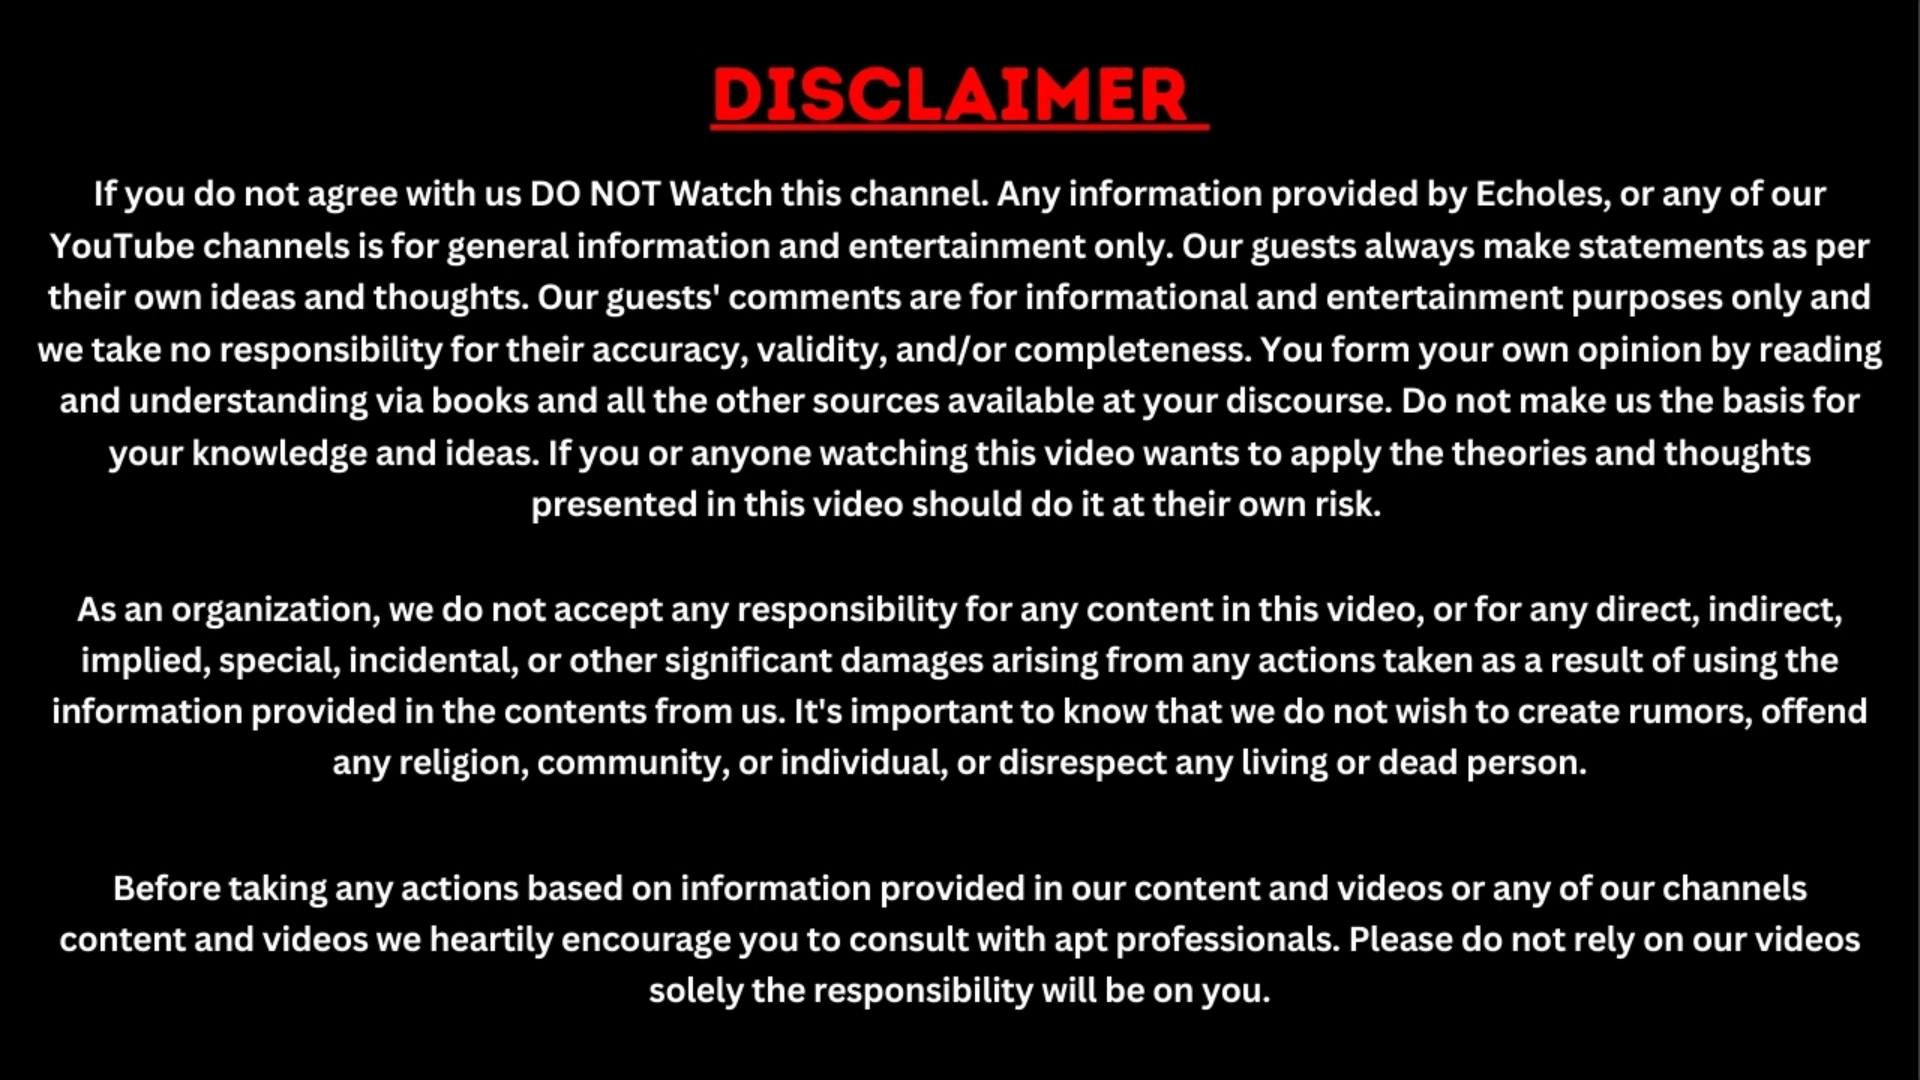 DISCLAIMER
If you do not agree with us DO NOT Watch this channel. Any information provided by Echoles, or any of our
YouTube channels is for general information and entertainment only. Our guests always make statements as per
their own ideas and thoughts. Our guests' comments are for informational and entertainment purposes only and
we take no responsibility for their accuracy, validity, and/or completeness. You form your own opinion by reading
and understanding via books and all the other sources available at your discourse. Do not make us the basis for
your knowledge and ideas. If you or anyone watching this video wants to apply the theories and thoughts
presented in this video should do it at their own risk.
As an organization, we do not accept any responsibility for any content in this video, or for any direct, indirect,
implied, special, incidental, or other significant damages arising from any actions taken as a result of using the
information provided in the contents from us. It's important to know that we do not wish to create rumors, offend
any religion, community, or individual, or disrespect any living or dead person.
Before taking any actions based on information provided in our content and videos or any of our channels
content and videos we heartily encourage you to consult with apt professionals. Please do not rely on our videos
solely the responsibility will be on you.